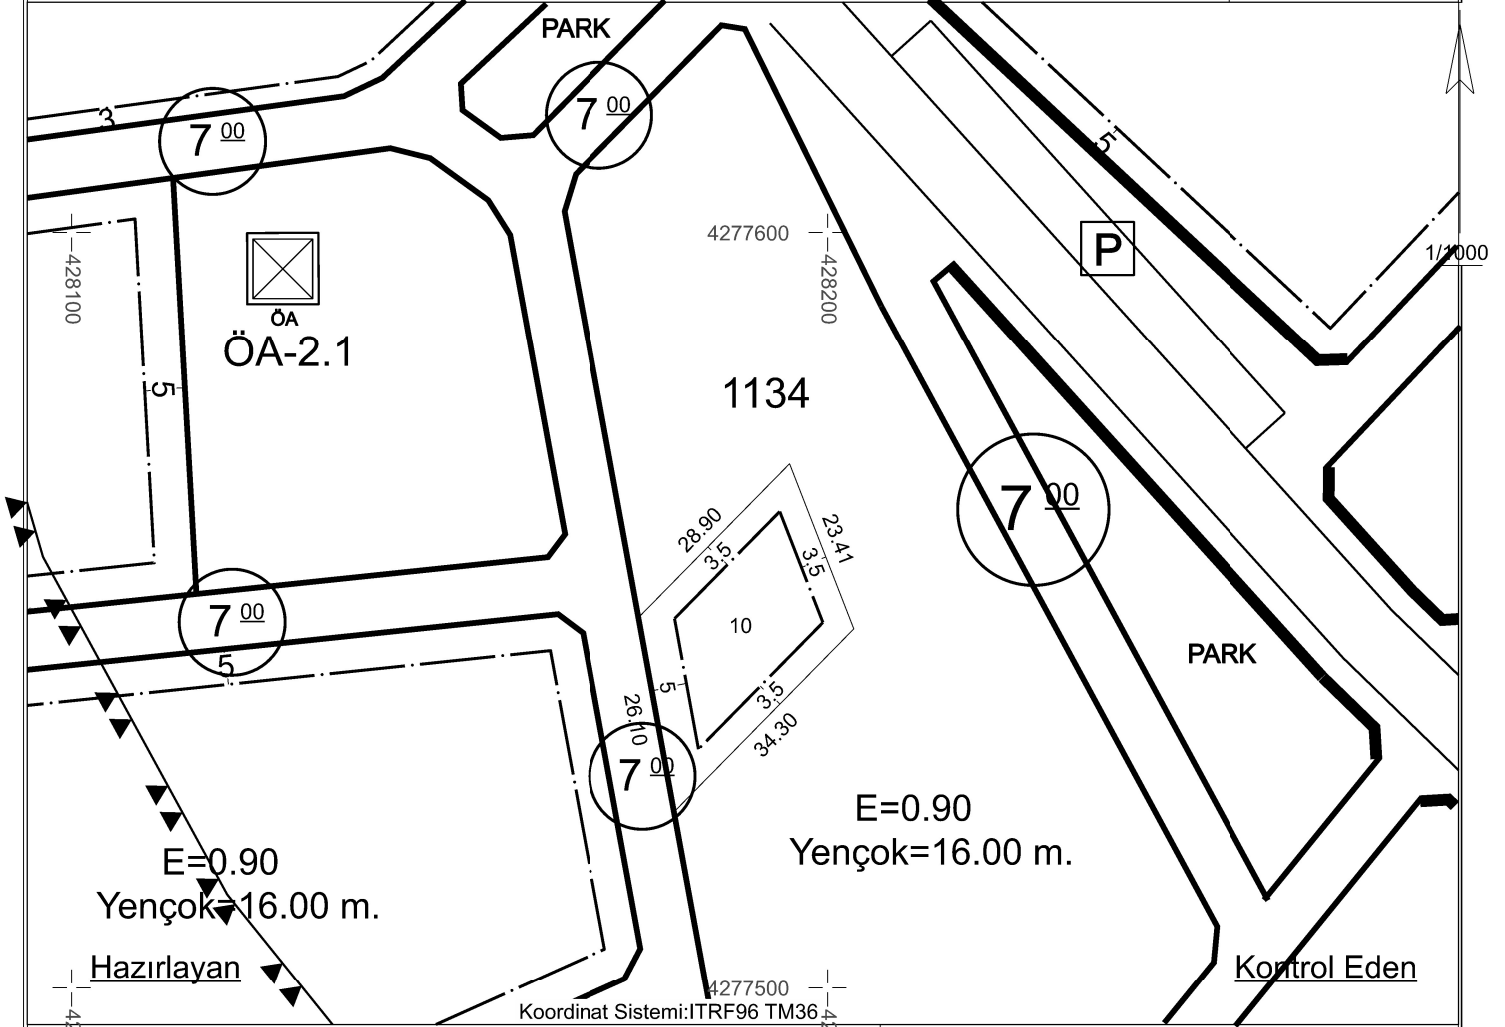 PARK
3
7 00
7 00
5
4277600
P
1/1000
428100
428200
ÖA
ÖA-2.1
5
1134
28.90
23.41
3.5
3.5
7 00
10
7 00
5
PARK
5
3.5
26.10
34.30
7 00
E=0.90
Yençok=16.00 m.
E=0.90
Yençok=16.00 m.
Hazırlayan
Kontrol Eden
4277500
Koordinat Sistemi:ITRF96 TM36